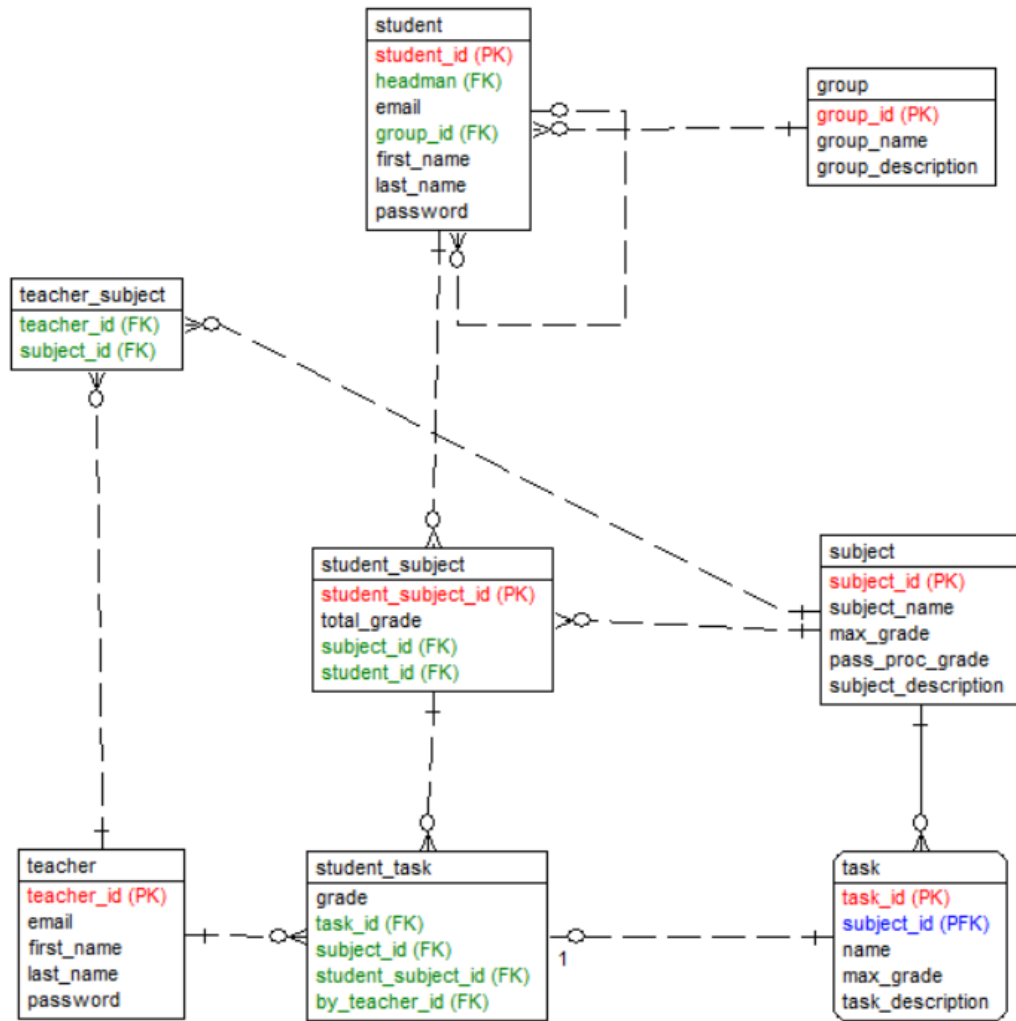 student
student_id (PK)
headman (FK)
email
group_id (FK)
first_name
last_name
password
group
group_id (PK)
group_name
group_description
teacher_subject
teacher_id (FK)
subject_id (FK)
student_subject
student_subject_id (PK)
total_grade
subject_id (FK)
student_id (FK)
subject
subject_id (PK)
subject_name
max_grade
pass_proc_grade
subject_description
teacher
teacher_id (PK)
email
first_name
last_name
password
student_task
grade
task_id (FK)
subject_id (FK)
student_subject_id (FK)
by_teacher_id (FK)
1
task
task_id (PK)
subject_id (PFK)
name
max_grade
task_description